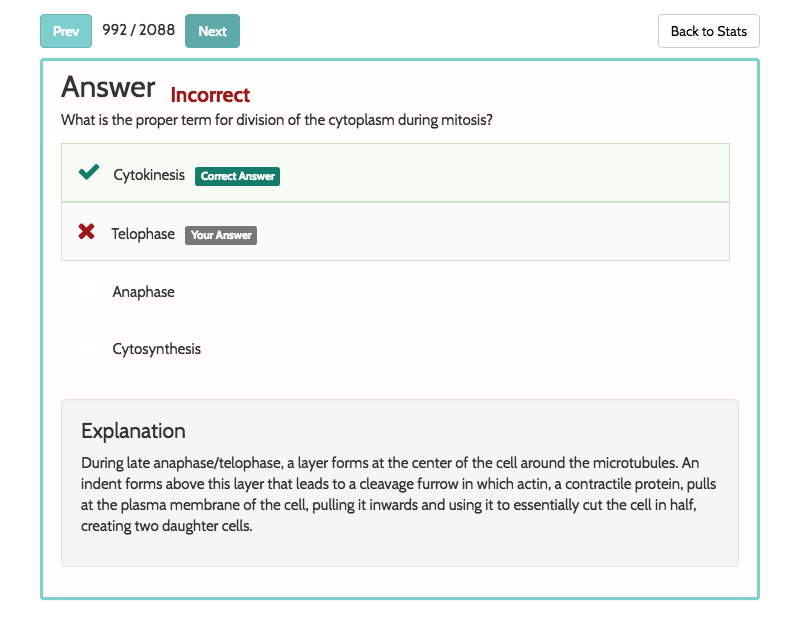 Prev 992 / 2088 Next Back to Stats
Answer Incorrect
What is the proper term for division of the cytoplasm during mitosis?
Cytokinesis Correct Answer
Telophase Your Answer
Anaphase
Cytosynthesis
Explanation
During late anaphase/telophase, a layer forms at the center of the cell around the microtubules. An
indent forms above this layer that leads to a cleavage furrow in which actin, a contractile protein, pulls
at the plasma membrane of the cell, pulling it inwards and using it to essentially cut the cell in half,
creating two daughter cells.